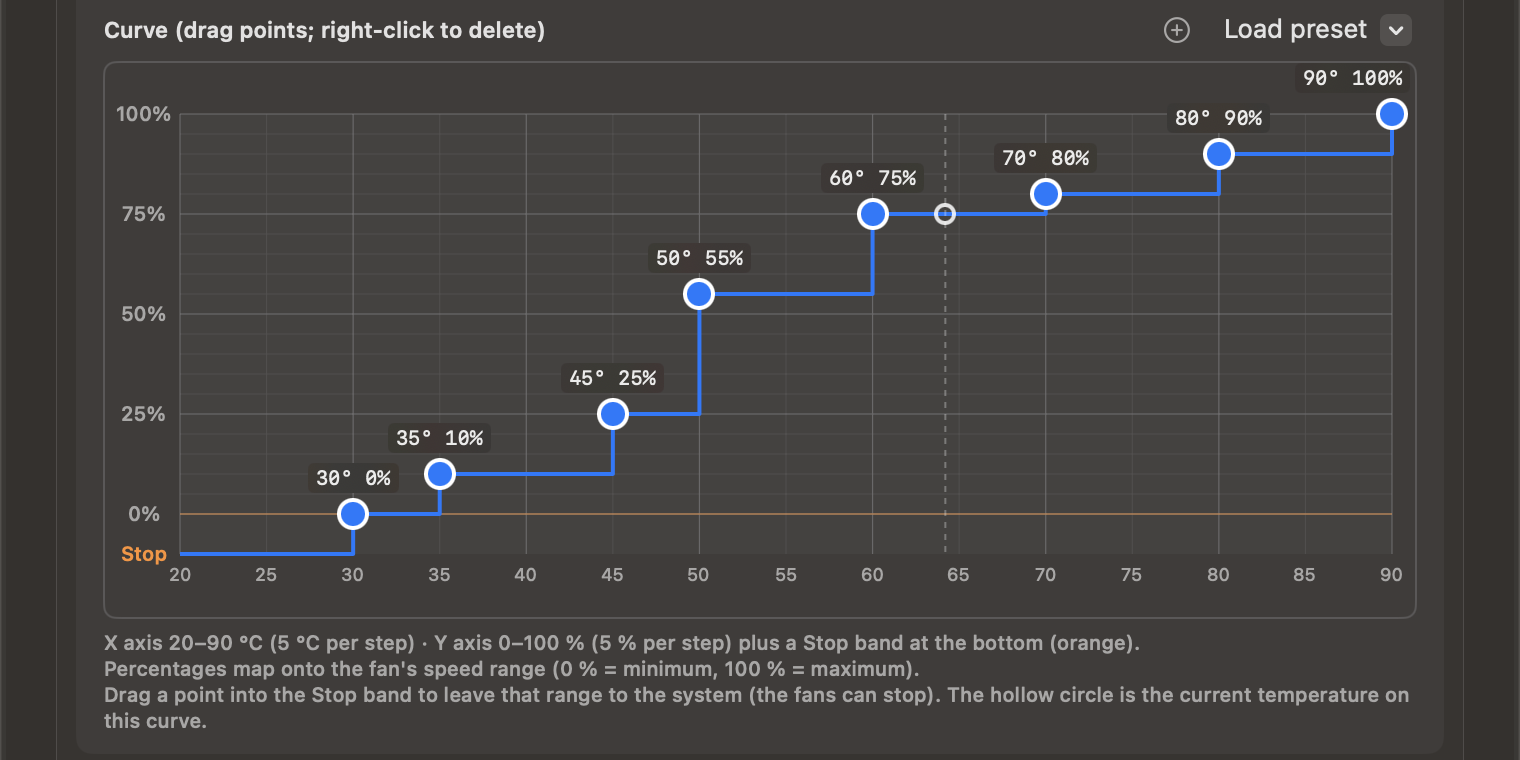 Curve (drag points; right-click to delete)
Load preset
90° 100%
100%
80° 90%
70° 80%
60° 75%
75%
50° 55%
50%
45° 25%
25%
35° 10%
30° 0%
0%
Stop
20 25 30 35 40 45 50 55 60 65 70 75 80 85 90
X axis 20–90 °C (5 °C per step) · Y axis 0–100 % (5 % per step) plus a Stop band at the bottom (orange).
Percentages map onto the fan's speed range (0 % = minimum, 100 % = maximum).
Drag a point into the Stop band to leave that range to the system (the fans can stop). The hollow circle is the current temperature on
this curve.